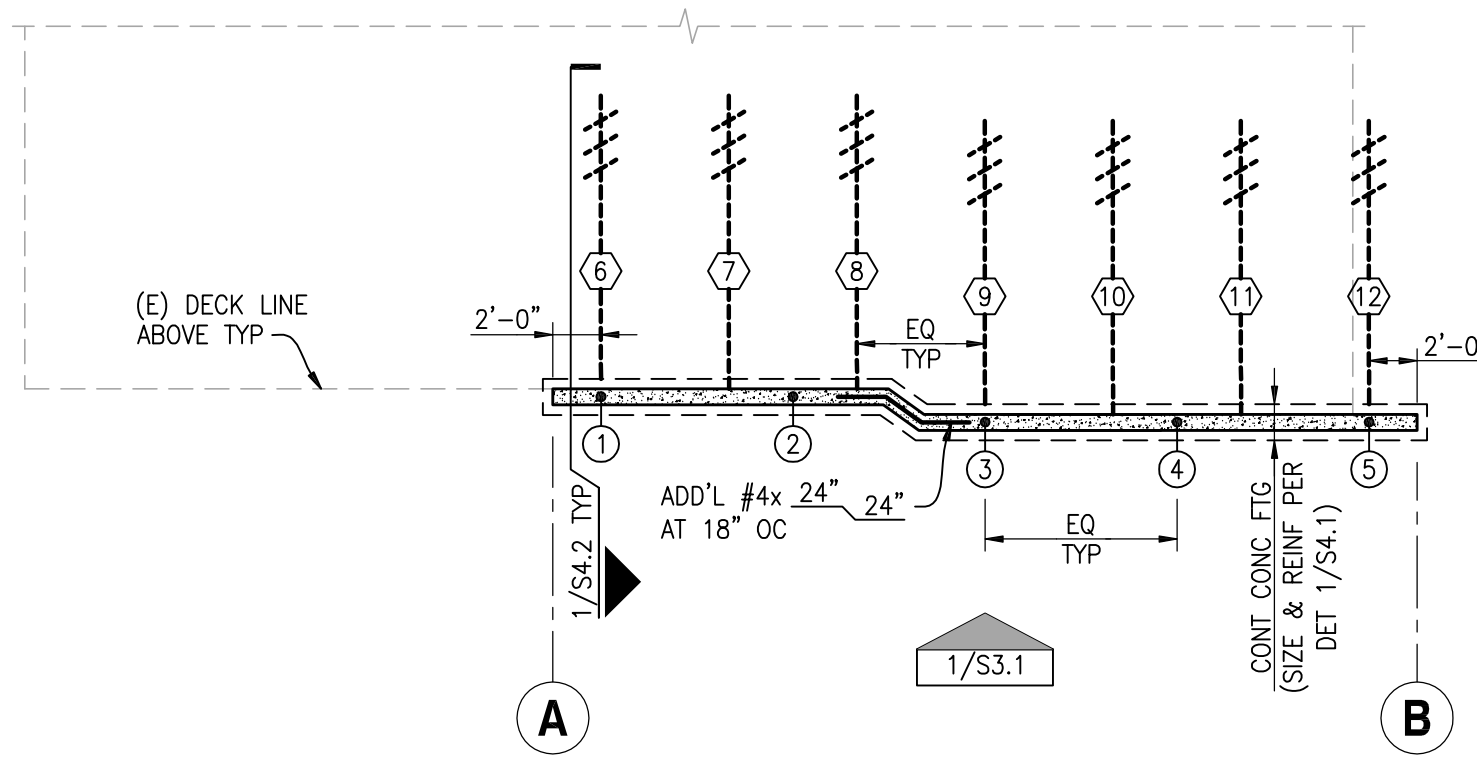 6
7
8
9
10
11
12
(E) DECK LINE
ABOVE TYP
2'-0"
EQ
TYP
2'-0
1
2
3
4
5
ADD'L #4x 24" 24"
AT 18" OC
EQ
TYP
1/S4.2 TYP
CONT CONC FTG
(SIZE & REINF PER
DET 1/S4.1)
1/S3.1
A
B